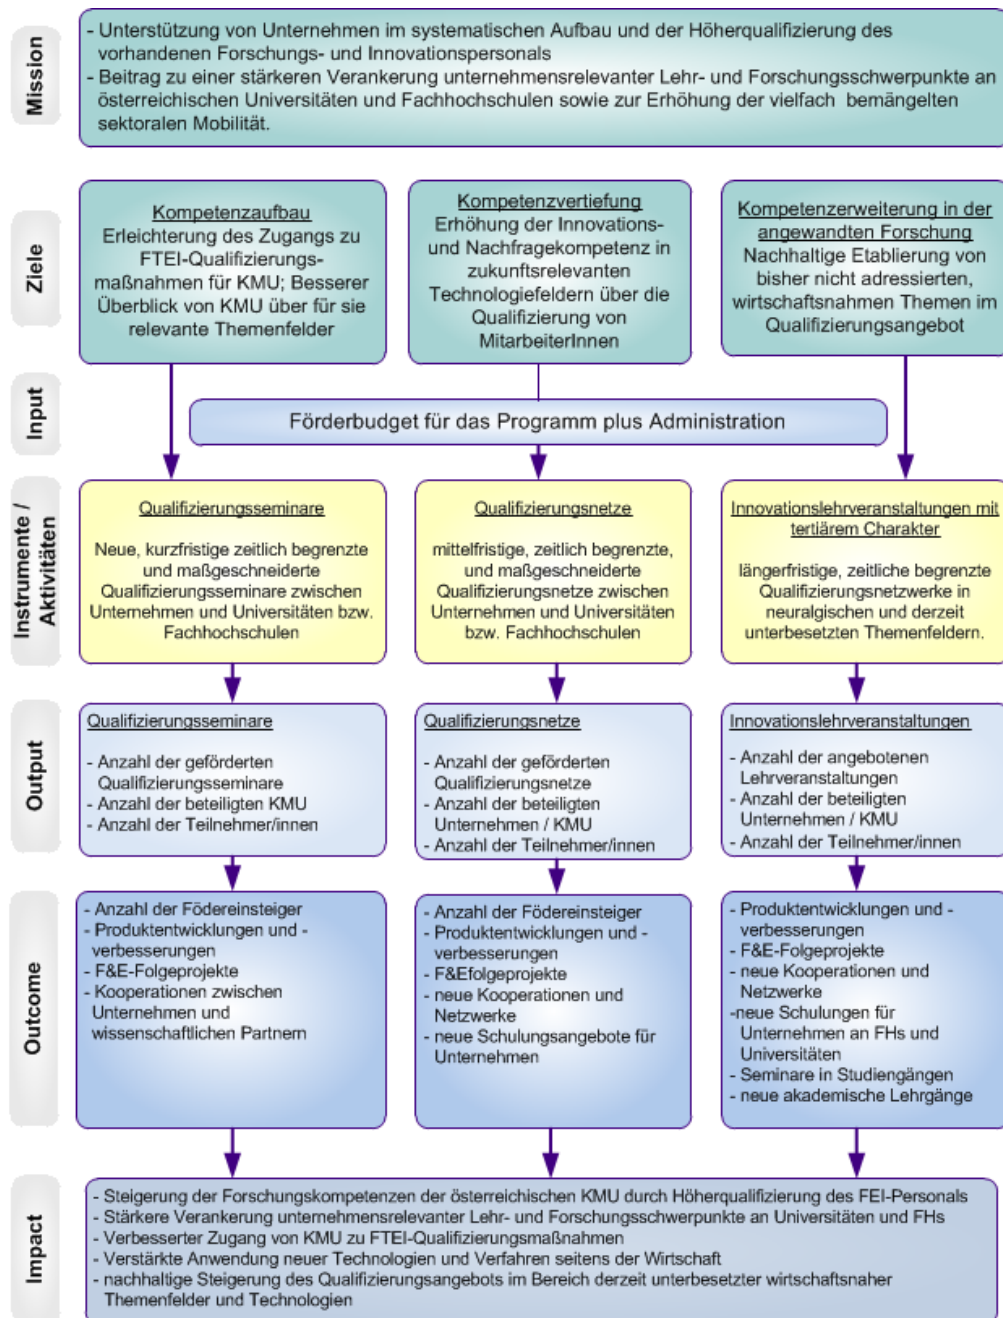 Mission
- Unterstützung von Unternehmen im systematischen Aufbau und der Höherqualifizierung des
vorhandenen Forschungs- und Innovationspersonals
- Beitrag zu einer stärkeren Verankerung unternehmensrelevanter Lehr- und Forschungsschwerpunkte an
österreichischen Universitäten und Fachhochschulen sowie zur Erhöhung der vielfach bemängelten
sektoralen Mobilität.
Ziele
Kompetenzaufbau
Erleichterung des Zugangs zu
FTEI-Qualifizierungs-
maßnahmen für KMU; Besserer
Überblick von KMU über für sie
relevante Themenfelder
Kompetenzvertiefung
Erhöhung der Innovations-
und Nachfragekompetenz in
zukunftsrelevanten
Technologiefeldern über die
Qualifizierung von
MitarbeiterInnen
Kompetenzerweiterung in der
angewandten Forschung
Nachhaltige Etablierung von
bisher nicht adressierten,
wirtschaftsnahmen Themen im
Qualifizierungsangebot
Input
Förderbudget für das Programm plus Administration
Instrumente /
Aktivitäten
Qualifizierungsseminare
Neue, kurzfristige zeitlich begrenzte
und maßgeschneiderte
Qualifizierungsseminare zwischen
Unternehmen und Universitäten bzw.
Fachhochschulen
Qualifizierungsnetze
mittelfristige, zeitlich begrenzte,
und maßgeschneiderte
Qualifizierungsnetze zwischen
Unternehmen und Universitäten
bzw. Fachhochschulen
Innovationslehrveranstaltungen mit
tertiärem Charakter
längerfristige, zeitliche begrenzte
Qualifizierungsnetzwerke in
neuralgischen und derzeit
unterbesetzten Themenfeldern.
Output
Qualifizierungsseminare
- Anzahl der geförderten
Qualifizierungsseminare
- Anzahl der beteiligten KMU
- Anzahl der Teilnehmer/innen
Qualifizierungsnetze
- Anzahl der geförderten
Qualifizierungsnetze
- Anzahl der beteiligten
Unternehmen / KMU
- Anzahl der Teilnehmer/innen
Innovationslehrveranstaltungen
- Anzahl der angebotenen
Lehrveranstaltungen
- Anzahl der beteiligten
Unternehmen / KMU
- Anzahl der Teilnehmer/innen
Outcome
- Anzahl der Födereinsteiger
- Produktentwicklungen und -
verbesserungen
- F&E-Folgeprojekte
- Kooperationen zwischen
Unternehmen und
wissenschaftlichen Partnern
- Anzahl der Födereinsteiger
- Produktentwicklungen und -
verbesserungen
- F&Efolgeprojekte
- neue Kooperationen und
Netzwerke
- neue Schulungsangebote für
Unternehmen
- Produktentwicklungen und -
verbesserungen
- F&E-Folgeprojekte
- neue Kooperationen und
Netzwerke
-neue Schulungen für
Unternehmen an FHs und
Universitäten
- Seminare in Studiengängen
- neue akademische Lehrgänge
Impact
- Steigerung der Forschungskompetenzen der österreichischen KMU durch Höherqualifizierung des FEI-Personals
- Stärkere Verankerung unternehmensrelevanter Lehr- und Forschungsschwerpunkte an Universitäten und FHs
- Verbesserter Zugang von KMU zu FTEI-Qualifizierungsmaßnahmen
- Verstärkte Anwendung neuer Technologien und Verfahren seitens der Wirtschaft
- nachhaltige Steigerung des Qualifizierungsangebots im Bereich derzeit unterbesetzter wirtschaftsnaher
Themenfelder und Technologien